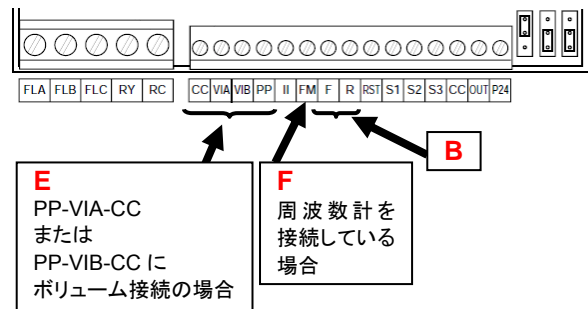 FLA FLB FLC RY RC CC VIA VIB PP II FM F R RST S1 S2 S3 CC OUT P24
B
E
PP-VIA-CC
または
PP-VIB-CC に
ボリューム接続の場合
F
周波数計を
接続している
場合